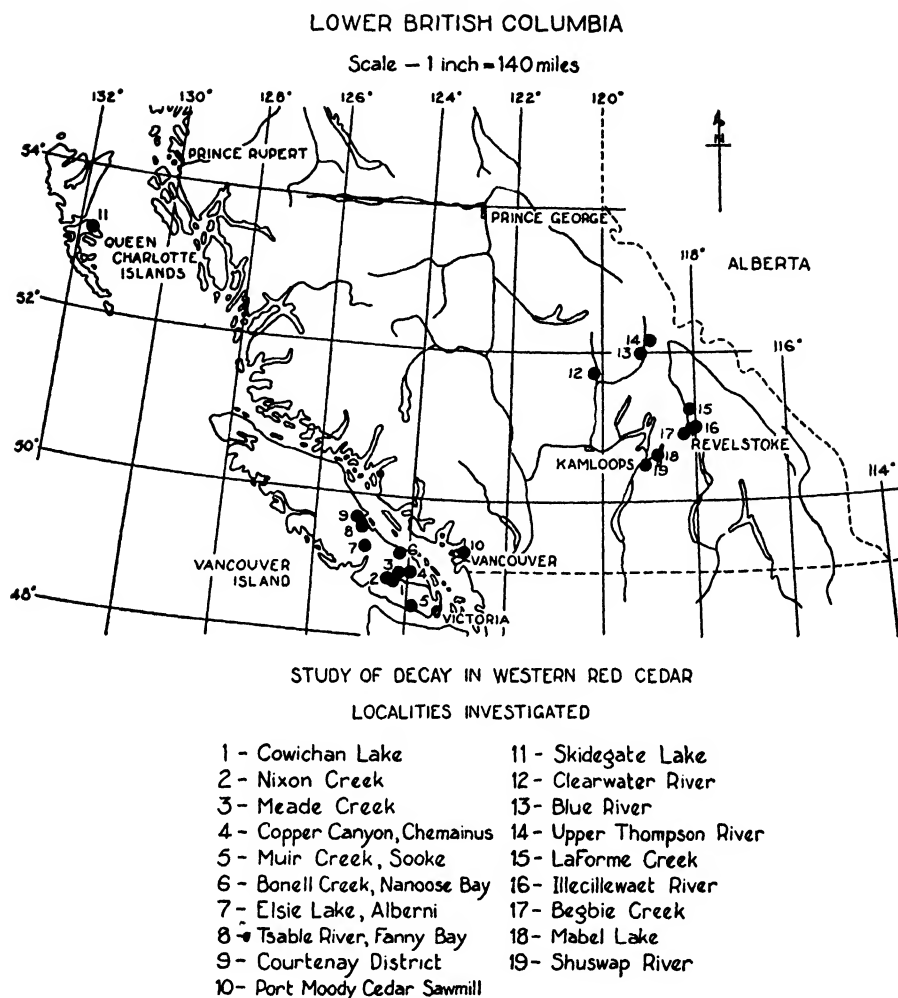 LOWER BRITISH COLUMBIA
Scale — 1 inch = 140 miles
132° 130° 128° 126° 124° 122° 120°
54°
PRINCE RUPERT
N
11
PRINCE GEORGE
QUEEN CHARLOTTE ISLANDS
118°
ALBERTA
52°
14
13
116°
12
15
17 16
REVELSTOKE
50°
KAMLOOPS
18
19
114°
9
8
7
6
10
VANCOUVER
VANCOUVER ISLAND
3 4
2 1
5
VICTORIA
48°
STUDY OF DECAY IN WESTERN RED CEDAR
LOCALITIES INVESTIGATED
1 - Cowichan Lake
2 - Nixon Creek
3 - Meade Creek
4 - Copper Canyon, Chemainus
5 - Muir Creek, Sooke
6 - Bonell Creek, Nanoose Bay
7 - Elsie Lake, Alberni
8 - Tsable River, Fanny Bay
9 - Courtenay District
10 - Port Moody Cedar Sawmill
11 - Skidegate Lake
12 - Clearwater River
13 - Blue River
14 - Upper Thompson River
15 - LaForme Creek
16 - Illecillewaet River
17 - Begbie Creek
18 - Mabel Lake
19 - Shuswap River